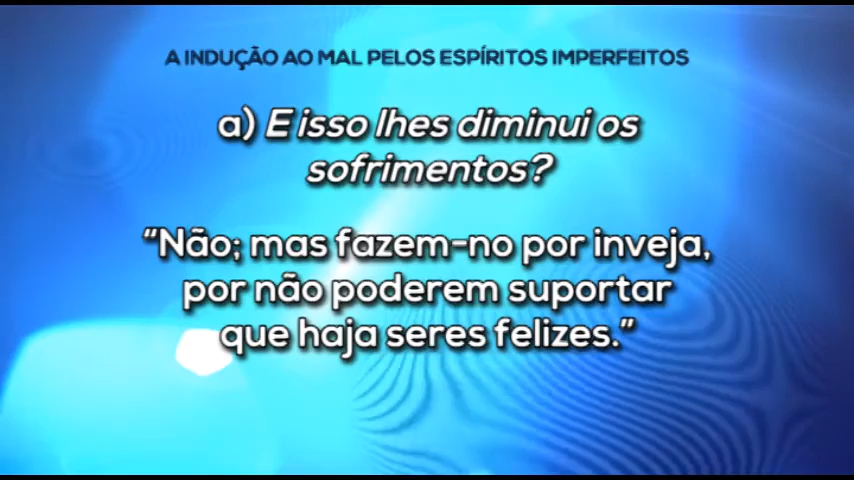 A INDUÇÃO AO MAL PELOS ESPÍRITOS IMPERFEITOS
a) E isso lhes diminui os
sofrimentos?
“Não; mas fazem-no por inveja,
por não poderem suportar
que haja seres felizes.”